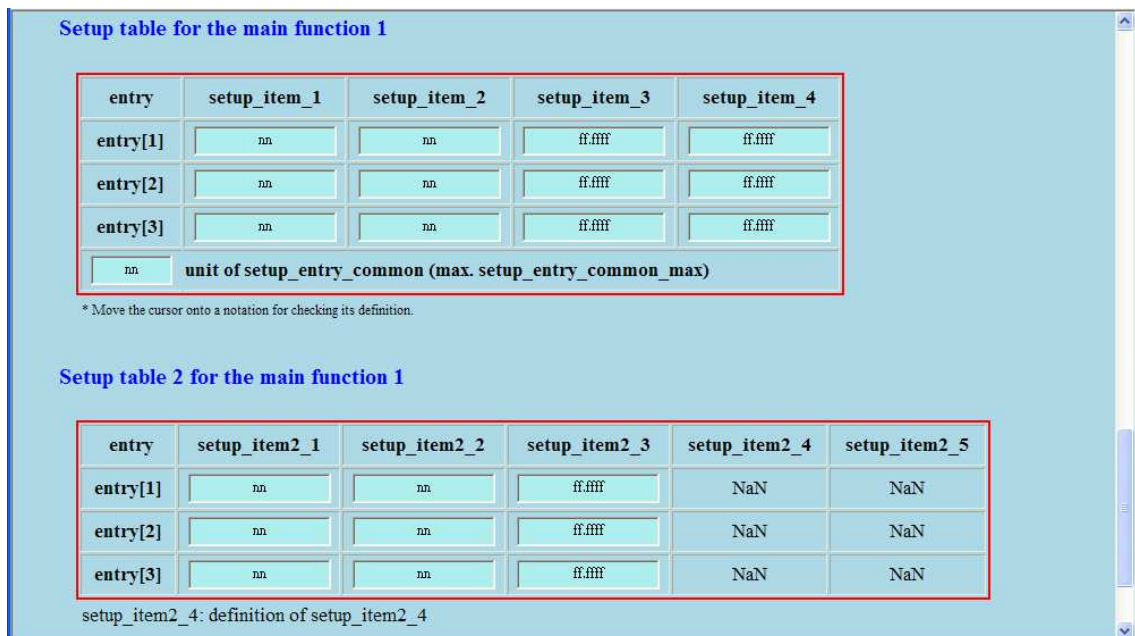 Setup table for the main function 1
entry setup_item_1 setup_item_2 setup_item_3 setup_item_4
entry[1] nn nn ff.ffff ff.ffff
entry[2] nn nn ff.ffff ff.ffff
entry[3] nn nn ff.ffff ff.ffff
nn unit of setup_entry_common (max. setup_entry_common_max)
* Move the cursor onto a notation for checking its definition.
Setup table 2 for the main function 1
entry setup_item2_1 setup_item2_2 setup_item2_3 setup_item2_4 setup_item2_5
entry[1] nn nn ff.ffff NaN NaN
entry[2] nn nn ff.ffff NaN NaN
entry[3] nn nn ff.ffff NaN NaN
setup_item2_4: definition of setup_item2_4